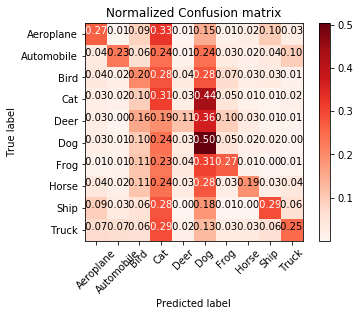 Normalized Confusion matrix
True label
Aeroplane 0.27 0.01 0.09 0.33 0.01 0.15 0.01 0.02 0.10 0.03
Automobile 0.04 0.23 0.06 0.24 0.01 0.24 0.03 0.02 0.04 0.10
Bird 0.04 0.02 0.20 0.28 0.04 0.28 0.07 0.03 0.03 0.01
Cat 0.03 0.02 0.10 0.31 0.03 0.44 0.05 0.01 0.01 0.02
Deer 0.03 0.00 0.16 0.19 0.11 0.36 0.10 0.03 0.01 0.01
Dog 0.03 0.01 0.10 0.24 0.03 0.50 0.05 0.02 0.02 0.00
Frog 0.01 0.01 0.11 0.23 0.04 0.31 0.27 0.01 0.00 0.01
Horse 0.04 0.02 0.11 0.24 0.03 0.28 0.03 0.19 0.03 0.04
Ship 0.09 0.03 0.06 0.28 0.00 0.18 0.01 0.00 0.29 0.06
Truck 0.07 0.07 0.06 0.29 0.02 0.13 0.03 0.03 0.06 0.25
Aeroplane Automobile Bird Cat Deer Dog Frog Horse Ship Truck
Predicted label
0.5
0.4
0.3
0.2
0.1